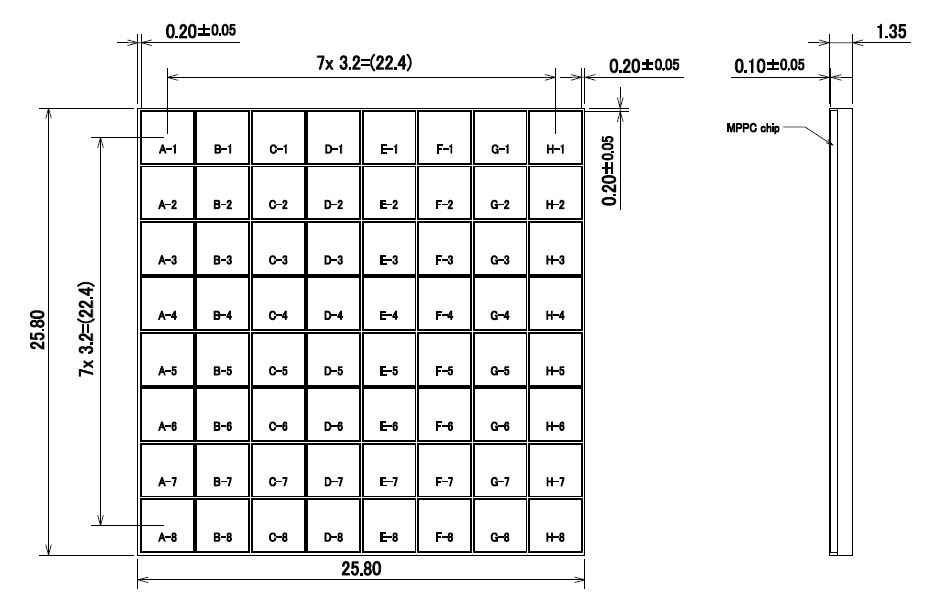 0.20±0.05
1.35
7x 3.2=(22.4)
0.20±0.05
0.10±0.05
MPPC chip
0.20±0.05
A-1 B-1 C-1 D-1 E-1 F-1 G-1 H-1
A-2 B-2 C-2 D-2 E-2 F-2 G-2 H-2
A-3 B-3 C-3 D-3 E-3 F-3 G-3 H-3
A-4 B-4 C-4 D-4 E-4 F-4 G-4 H-4
A-5 B-5 C-5 D-5 E-5 F-5 G-5 H-5
A-6 B-6 C-6 D-6 E-6 F-6 G-6 H-6
A-7 B-7 C-7 D-7 E-7 F-7 G-7 H-7
A-8 B-8 C-8 D-8 E-8 F-8 G-8 H-8
25.80
7x 3.2=(22.4)
25.80